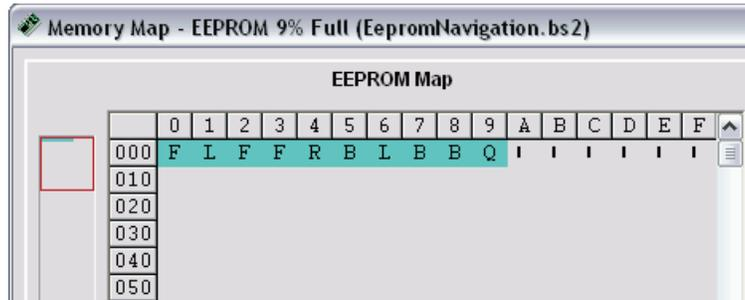 Memory Map - EEPROM 9% Full (EepromNavigation.bs2)
EEPROM Map
0 1 2 3 4 5 6 7 8 9 A B C D E F
000 F L F F R B L B B Q
010
020
030
040
050